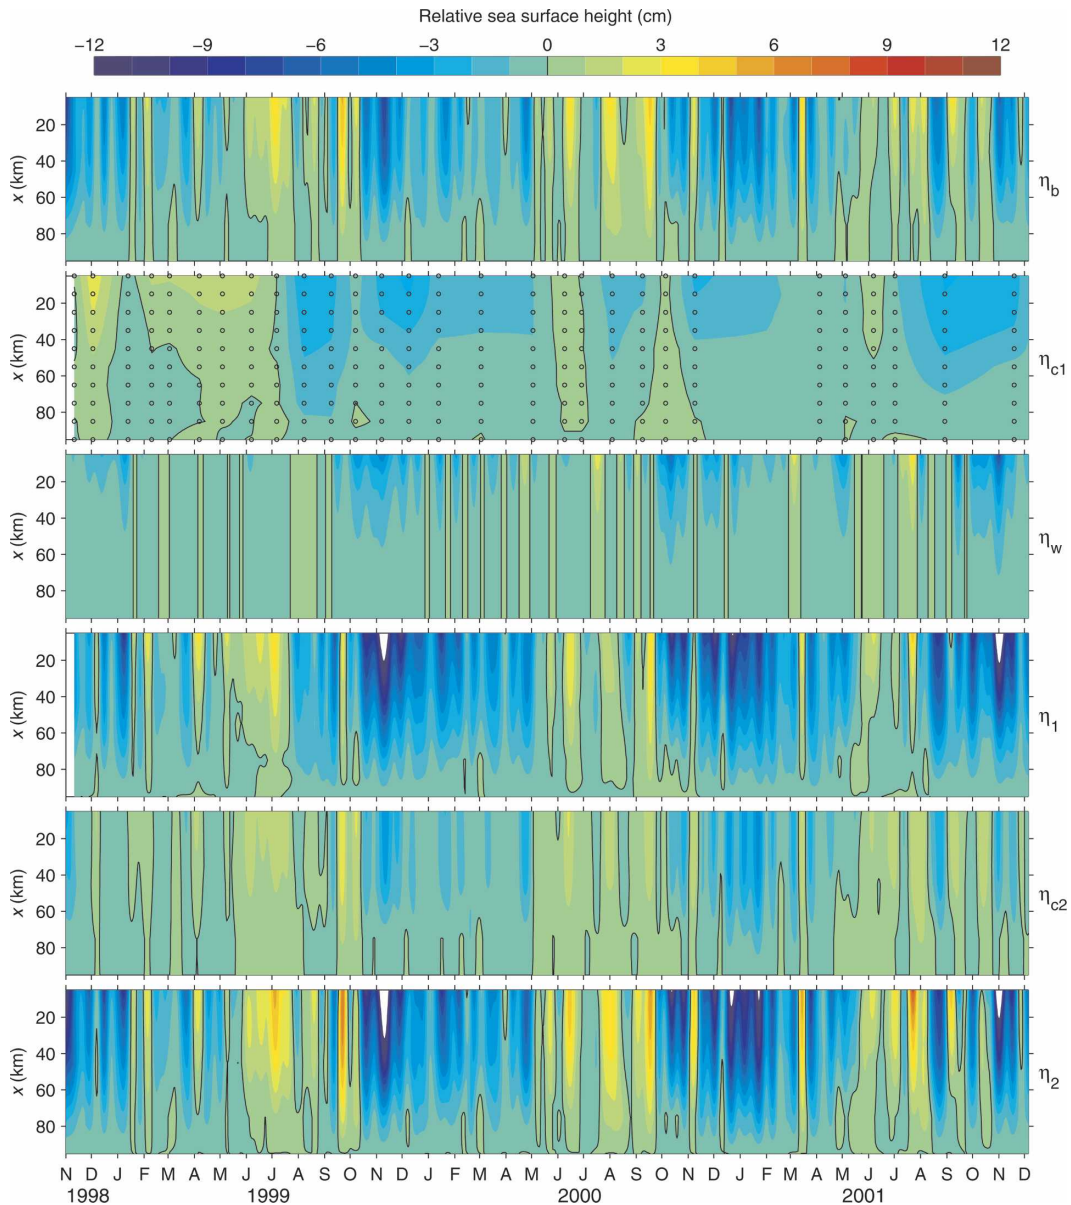 Relative sea surface height (cm)
−12 −9 −6 −3 0 3 6 9 12
20
40
60
80
x (km)
ηb
20
40
60
80
x (km)
ηc1
20
40
60
80
x (km)
ηw
20
40
60
80
x (km)
η1
20
40
60
80
x (km)
ηc2
20
40
60
80
x (km)
η2
N D J F M A M J J A S O N D J F M A M J J A S O N D J F M A M J J A S O N D
1998 1999 2000 2001